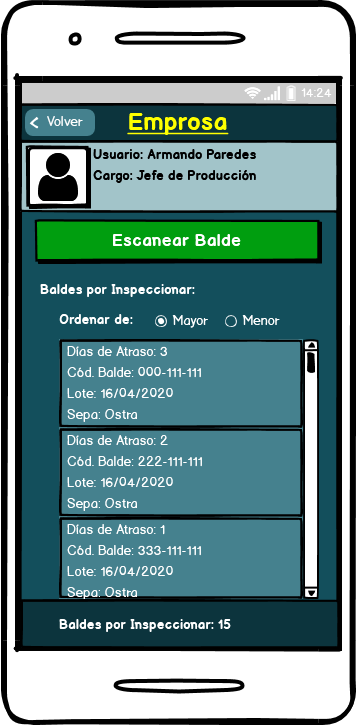 14:24
Volver
Emprosa
Usuario: Armando Paredes
Cargo: Jefe de Producción
Escanear Balde
Baldes por Inspeccionar:
Ordenar de: Mayor Menor
Días de Atraso: 3
Cód. Balde: 000-111-111
Lote: 16/04/2020
Sepa: Ostra
Días de Atraso: 2
Cód. Balde: 222-111-111
Lote: 16/04/2020
Sepa: Ostra
Días de Atraso: 1
Cód. Balde: 333-111-111
Lote: 16/04/2020
Sepa: Ostra
Baldes por Inspeccionar: 15